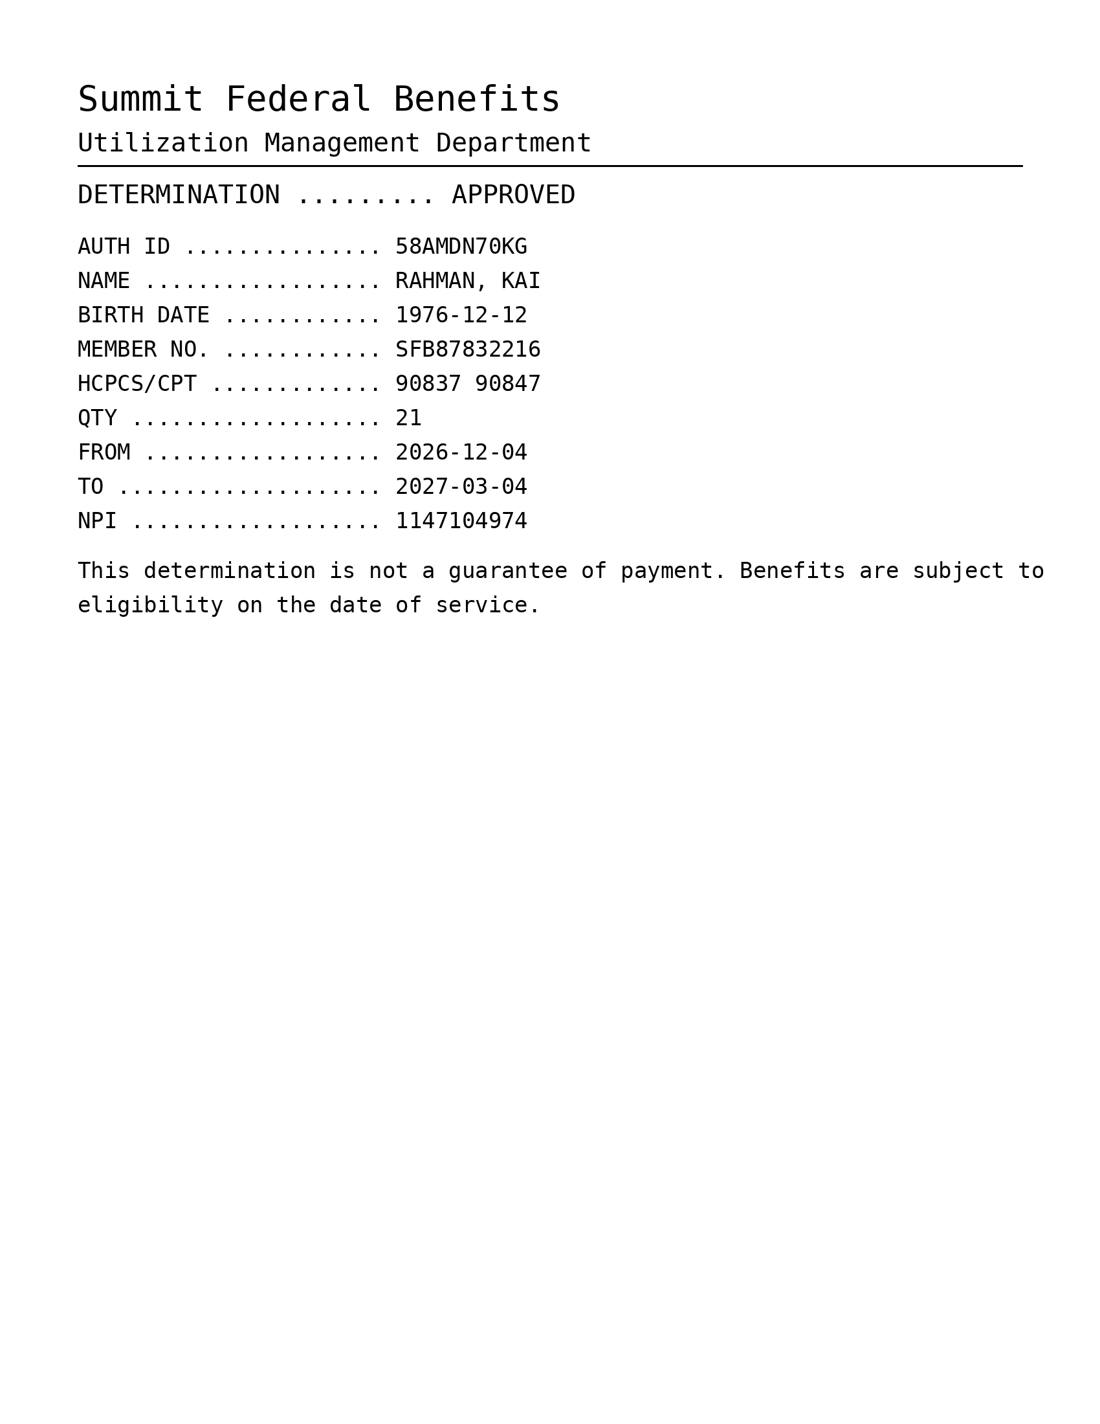 Summit Federal Benefits
Utilization Management Department
DETERMINATION ......... APPROVED
AUTH ID ............... 58AMDN70KG
NAME .................. RAHMAN, KAI
BIRTH DATE ............ 1976-12-12
MEMBER NO. ............ SFB87832216
HCPCS/CPT ............. 90837 90847
QTY ................... 21
FROM .................. 2026-12-04
TO .................... 2027-03-04
NPI ................... 1147104974
This determination is not a guarantee of payment. Benefits are subject to
eligibility on the date of service.